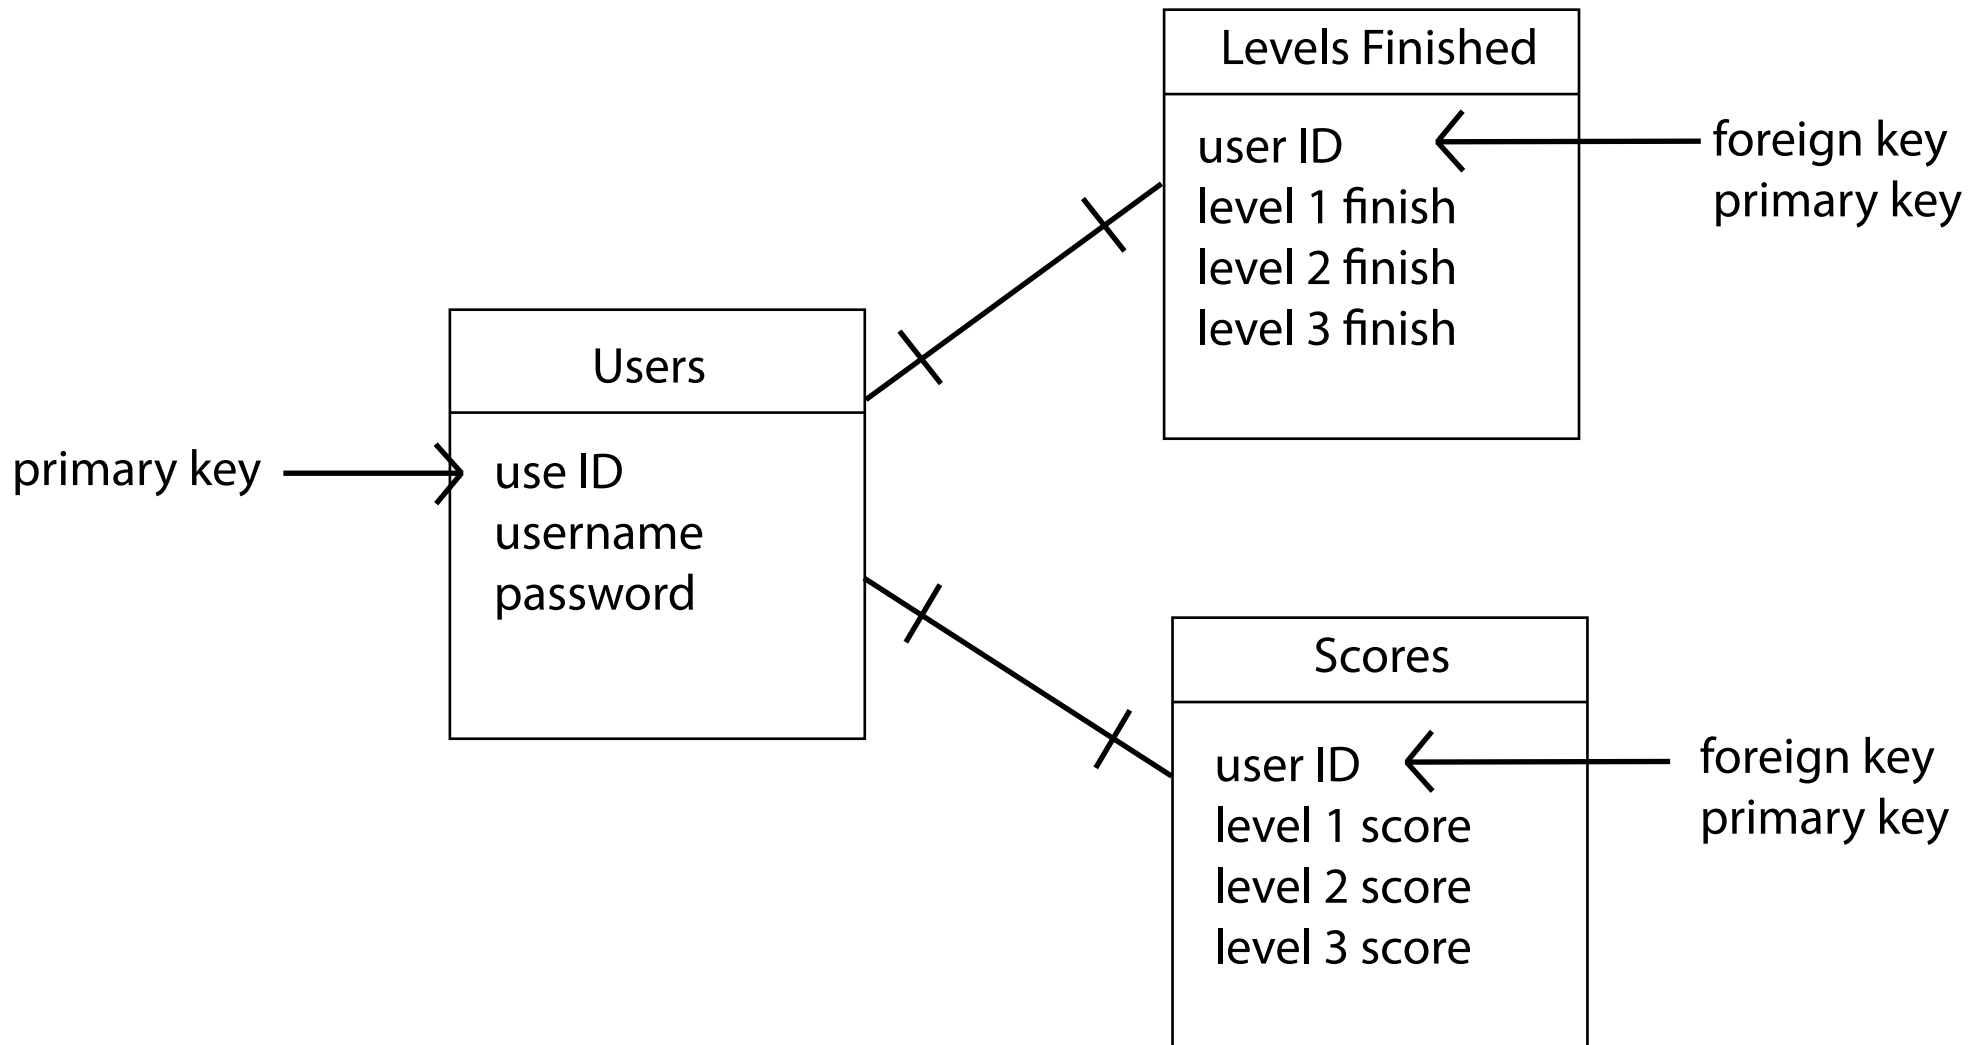 Levels Finished
user ID
level 1 finish
level 2 finish
level 3 finish
foreign key
primary key
Users
primary key
use ID
username
password
Scores
user ID
level 1 score
level 2 score
level 3 score
foreign key
primary key